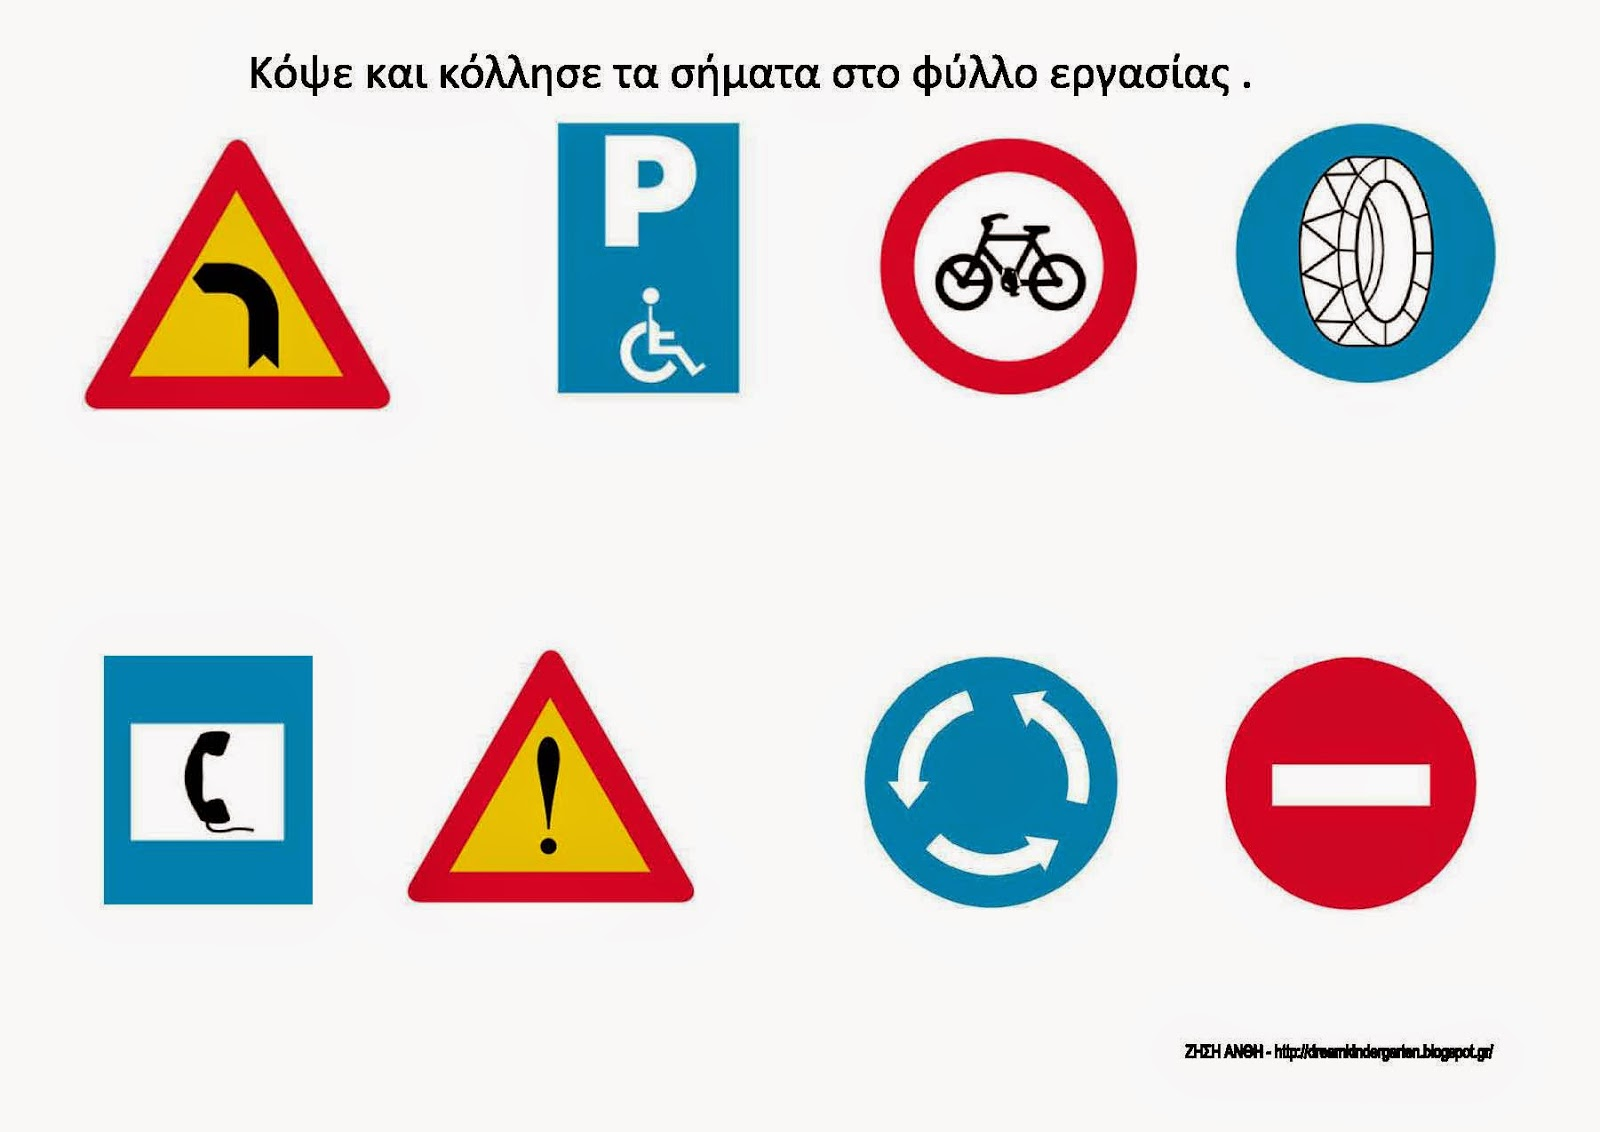 Κόψε και κόλλησε τα σήματα στο φύλλο εργασίας .
P
!
ΖΗΣΗ ΑΝΘΗ - http://dreamkindergarten.blogspot.gr/